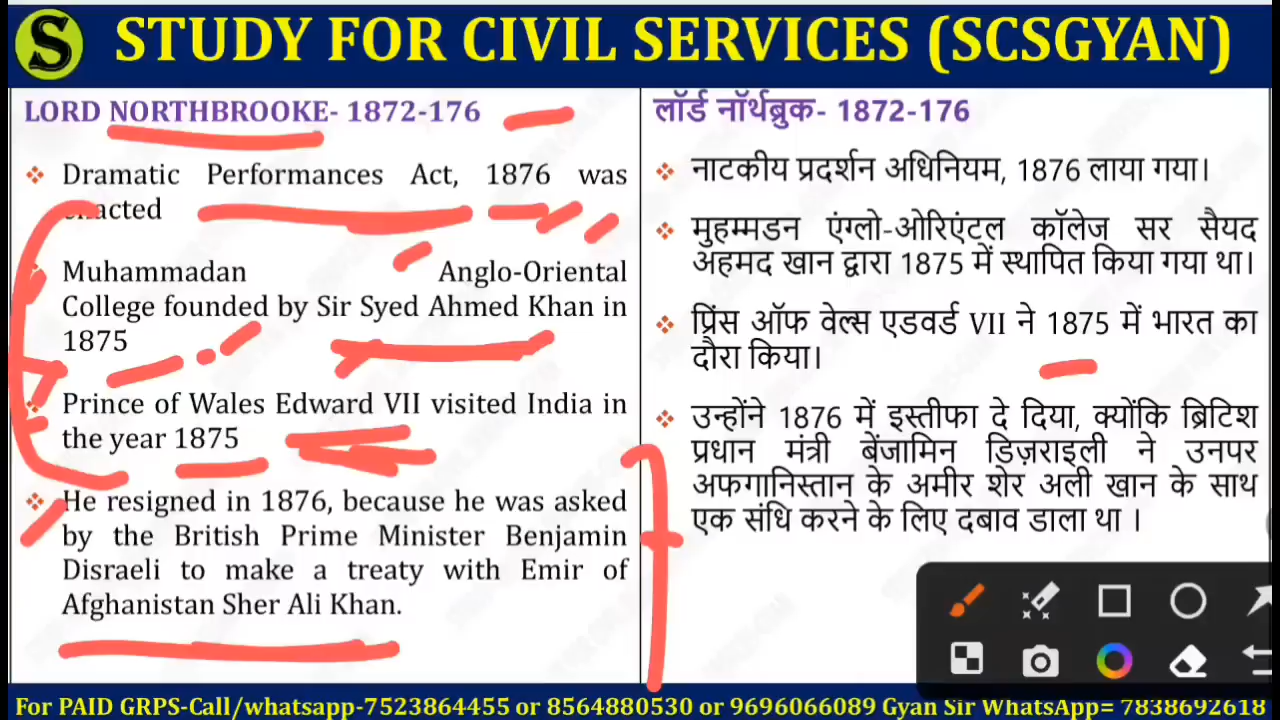 S STUDY FOR CIVIL SERVICES (SCSGYAN)
LORD NORTHBROOKE- 1872-176
Dramatic Performances Act, 1876 was
enacted
Muhammadan Anglo-Oriental
College founded by Sir Syed Ahmed Khan in
1875
Prince of Wales Edward VII visited India in
the year 1875
He resigned in 1876, because he was asked
by the British Prime Minister Benjamin
Disraeli to make a treaty with Emir of
Afghanistan Sher Ali Khan.
लॉर्ड नॉर्थब्रुक- 1872-176
नाटकीय प्रदर्शन अधिनियम, 1876 लाया गया।
मुहम्मडन एंग्लो-ओरिएंटल कॉलेज सर सैयद
अहमद खान द्वारा 1875 में स्थापित किया गया था।
प्रिंस ऑफ वेल्स एडवर्ड VII ने 1875 में भारत का
दौरा किया।
उन्होंने 1876 में इस्तीफा दे दिया, क्योंकि ब्रिटिश
प्रधान मंत्री बेंजामिन डिज़राइली ने उनपर
अफगानिस्तान के अमीर शेर अली खान के साथ
एक संधि करने के लिए दबाव डाला था ।
For PAID GRPS-Call/whatsapp-7523864455 or 8564880530 or 9696066089 Gyan Sir WhatsApp= 7838692618